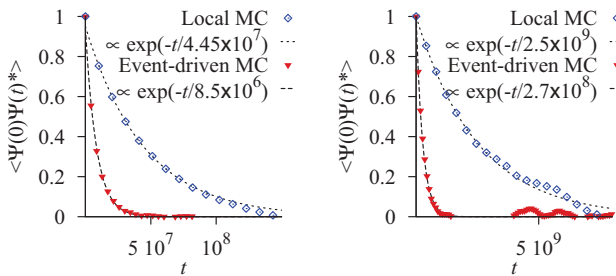 Local MC
∝ exp(-t/4.45x10⁷)
Event-driven MC
∝ exp(-t/8.5x10⁶)
1
0.8
0.6
0.4
0.2
0
5 10⁷
10⁸
<Ψ(0)Ψ(t)*>
t
Local MC
∝ exp(-t/2.5x10⁹)
Event-driven MC
∝ exp(-t/2.7x10⁸)
1
0.8
0.6
0.4
0.2
0
5 10⁹
<Ψ(0)Ψ(t)*>
t